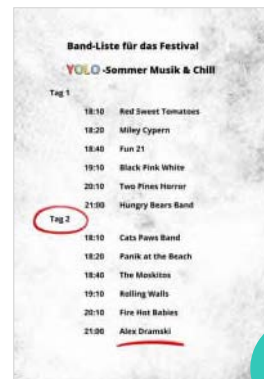 Band-Liste für das Festival
YOLO-Sommer Musik & Chill
Tag 1
18:10 Red Sweet Tomatoes
18:20 Miley Cypern
18:40 Fun 21
19:10 Black Pink White
20:10 Two Pines Horror
21:00 Hungry Bears Band
Tag 2
18:10 Cats Paws Band
18:20 Panik at the Beach
18:40 The Moskitos
19:10 Rolling Walls
20:10 Fire Hot Babies
21:00 Alex Dramski